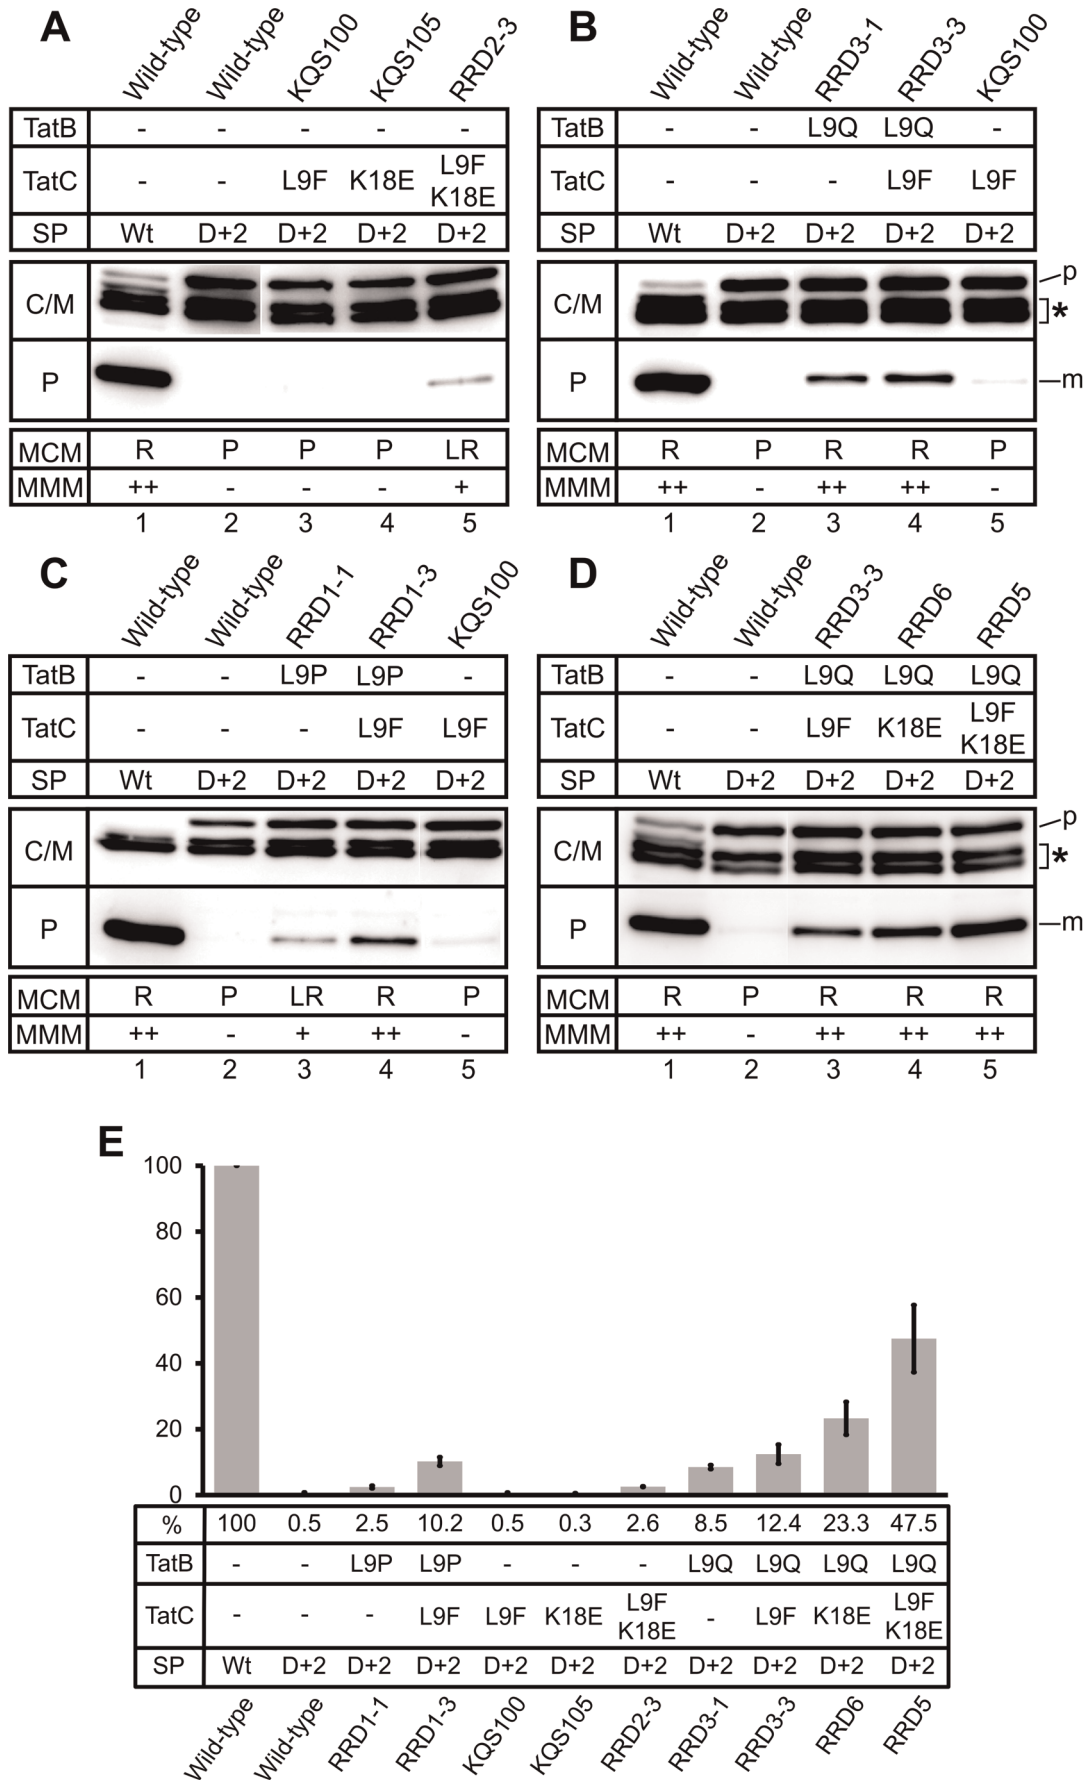 A
Wild-type Wild-type KQS100 KQS105 RRD2-3
TatB - - - - -
TatC - - L9F K18E L9F K18E
SP Wt D+2 D+2 D+2 D+2
C/M
P
MCM R P P P LR
MMM ++ - - - +
1 2 3 4 5
B
Wild-type Wild-type RRD3-1 RRD3-3 KQS100
TatB - - L9Q L9Q -
TatC - - - L9F L9F
SP Wt D+2 D+2 D+2 D+2
C/M p
*
P m
MCM R P R R P
MMM ++ - ++ ++ -
1 2 3 4 5
C
Wild-type Wild-type RRD1-1 RRD1-3 KQS100
TatB - - L9P L9P -
TatC - - - L9F L9F
SP Wt D+2 D+2 D+2 D+2
C/M
P
MCM R P LR R P
MMM ++ - + ++ -
1 2 3 4 5
D
Wild-type Wild-type RRD3-3 RRD6 RRD5
TatB - - L9Q L9Q L9Q
TatC - - L9F K18E L9F K18E
SP Wt D+2 D+2 D+2 D+2
C/M p
*
P m
MCM R P R R R
MMM ++ - ++ ++ ++
1 2 3 4 5
E
100
80
60
40
20
0
% 100 0.5 2.5 10.2 0.5 0.3 2.6 8.5 12.4 23.3 47.5
TatB - - L9P L9P - - - L9Q L9Q L9Q L9Q
TatC - - - L9F L9F K18E L9F K18E - L9F K18E L9F K18E
SP Wt D+2 D+2 D+2 D+2 D+2 D+2 D+2 D+2 D+2 D+2
Wild-type Wild-type RRD1-1 RRD1-3 KQS100 KQS105 RRD2-3 RRD3-1 RRD3-3 RRD6 RRD5